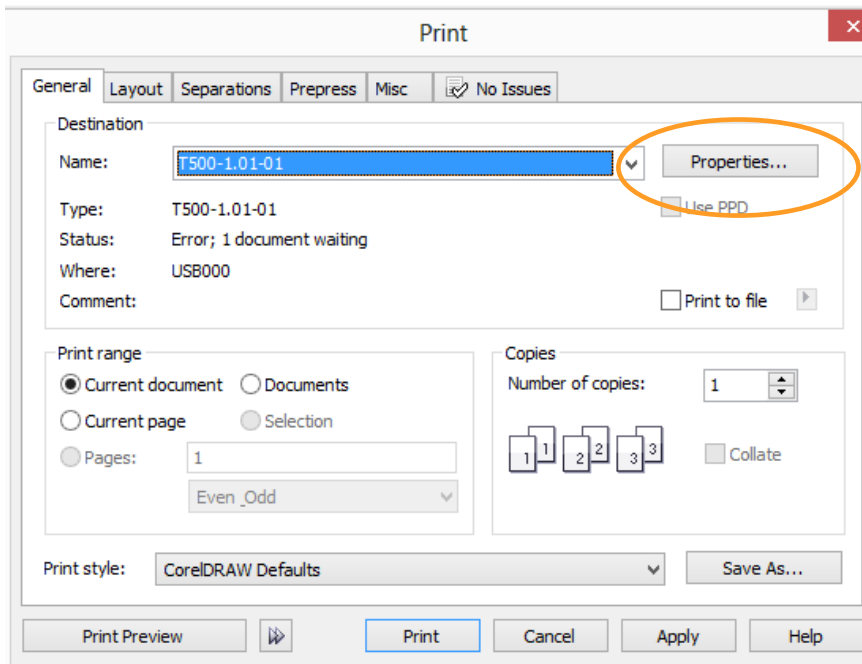 Print
General Layout Separations Prepress Misc No Issues
Destination
Name: T500-1.01-01 Properties...
Type: T500-1.01-01 Use PPD
Status: Error; 1 document waiting
Where: USB000
Comment: Print to file
Print range
Current document Documents
Current page Selection
Pages: 1
Even _Odd
Copies
Number of copies: 1
1 1 2 2 3 3
Collate
Print style: CorelDRAW Defaults Save As...
Print Preview Print Cancel Apply Help